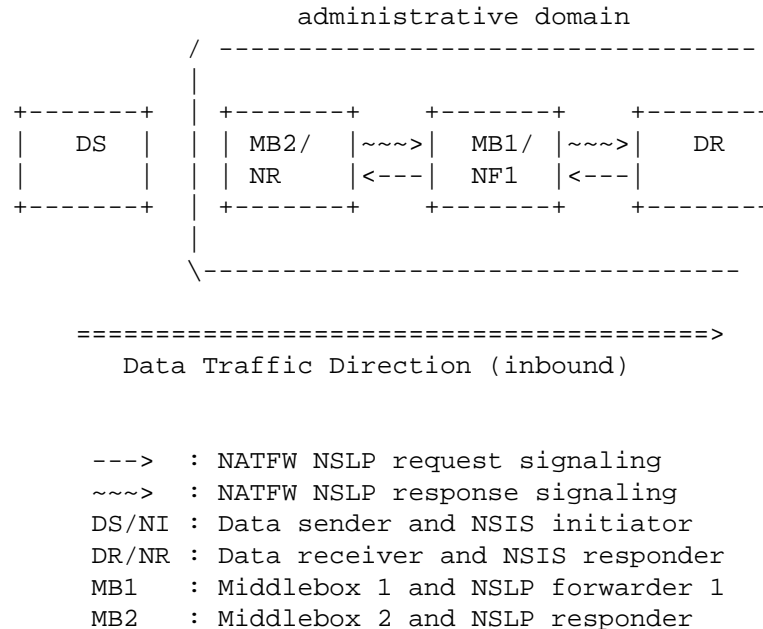 administrative domain
           / ----------------------------------
           |
+-------+  | +-------+    +-------+    +-------
|   DS  |  | | MB2/  |~~~>|  MB1/ |~~~>|   DR
|       |  | | NR    |<---|  NF1  |<---|
+-------+  | +-------+    +-------+    +-------
           |
           \----------------------------------
    ========================================>
       Data Traffic Direction (inbound)
     --->  : NATFW NSLP request signaling
     ~~~>  : NATFW NSLP response signaling
     DS/NI : Data sender and NSIS initiator
     DR/NR : Data receiver and NSIS responder
     MB1   : Middlebox 1 and NSLP forwarder 1
     MB2   : Middlebox 2 and NSLP responder